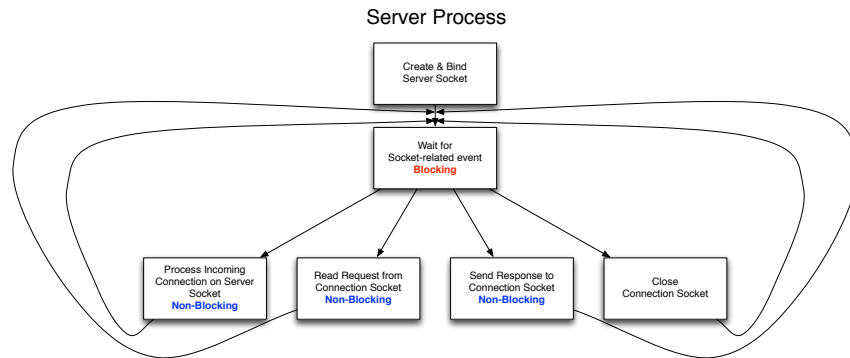 Server Process
Create & Bind
Server Socket
Wait for
Socket-related event
Blocking
Process Incoming
Connection on Server
Socket
Non-Blocking
Read Request from
Connection Socket
Non-Blocking
Send Response to
Connection Socket
Non-Blocking
Close
Connection Socket